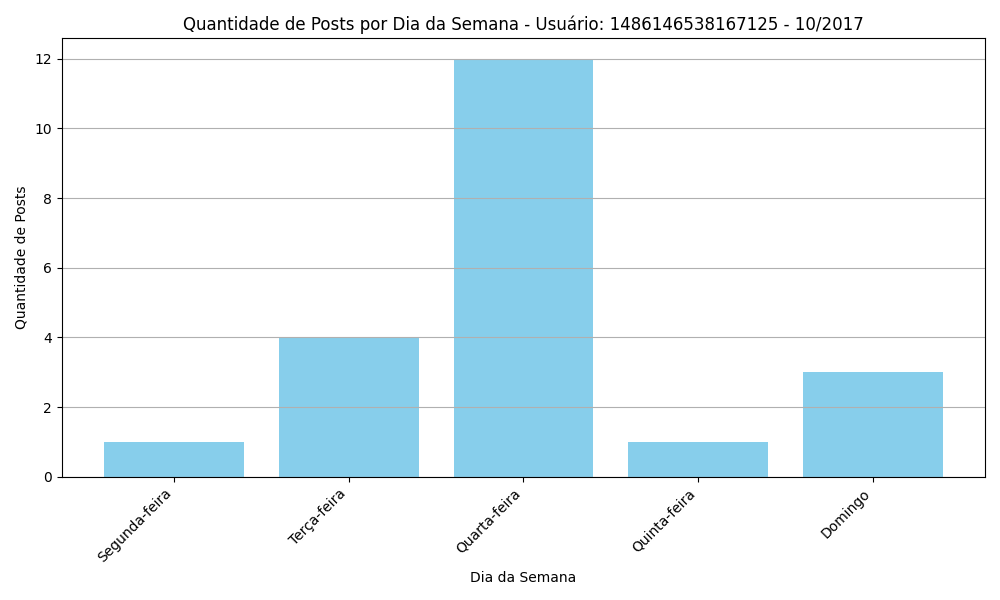 Quantidade de Posts por Dia da Semana - Usuário: 1486146538167125 - 10/2017
Quantidade de Posts
12
10
8
6
4
2
0
Segunda-feira
Terça-feira
Quarta-feira
Quinta-feira
Domingo
Dia da Semana